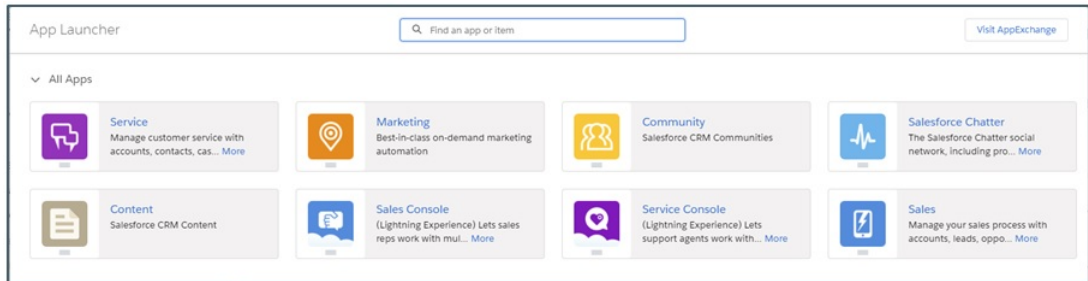 App Launcher
Find an app or item
Visit AppExchange
All Apps
Service
Manage customer service with
accounts, contacts, cas... More
Marketing
Best-in-class on-demand marketing
automation
Community
Salesforce CRM Communities
Salesforce Chatter
The Salesforce Chatter social
network, including pro... More
Content
Salesforce CRM Content
Sales Console
(Lightning Experience) Lets sales
reps work with mul... More
Service Console
(Lightning Experience) Lets
support agents work with... More
Sales
Manage your sales process with
accounts, leads, oppo... More